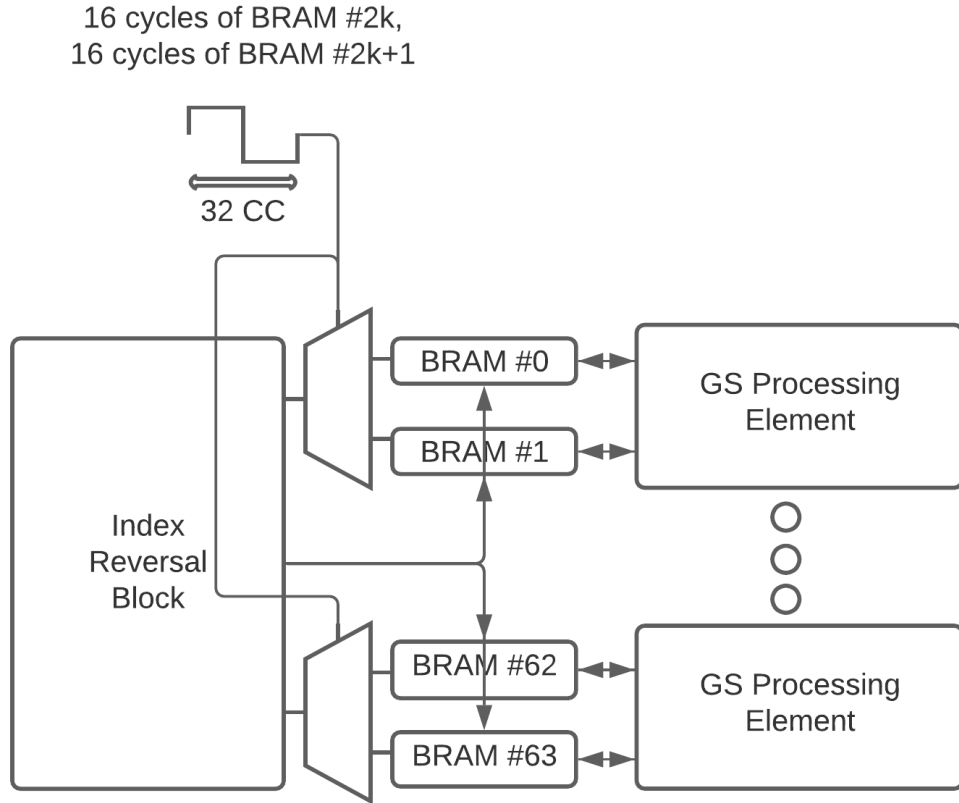 16 cycles of BRAM #2k,
16 cycles of BRAM #2k+1
32 CC
BRAM #0
BRAM #1
GS Processing
Element
Index
Reversal
Block
BRAM #62
BRAM #63
GS Processing
Element